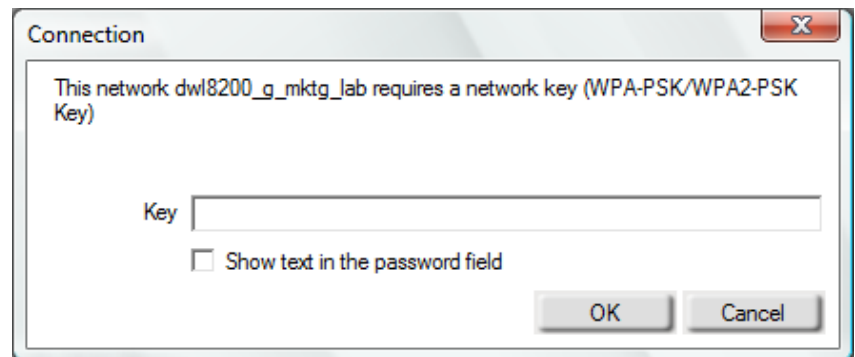 Connection
This network dwl8200_g_mktg_lab requires a network key (WPA-PSK/WPA2-PSK
Key)
Key
Show text in the password field
OK
Cancel